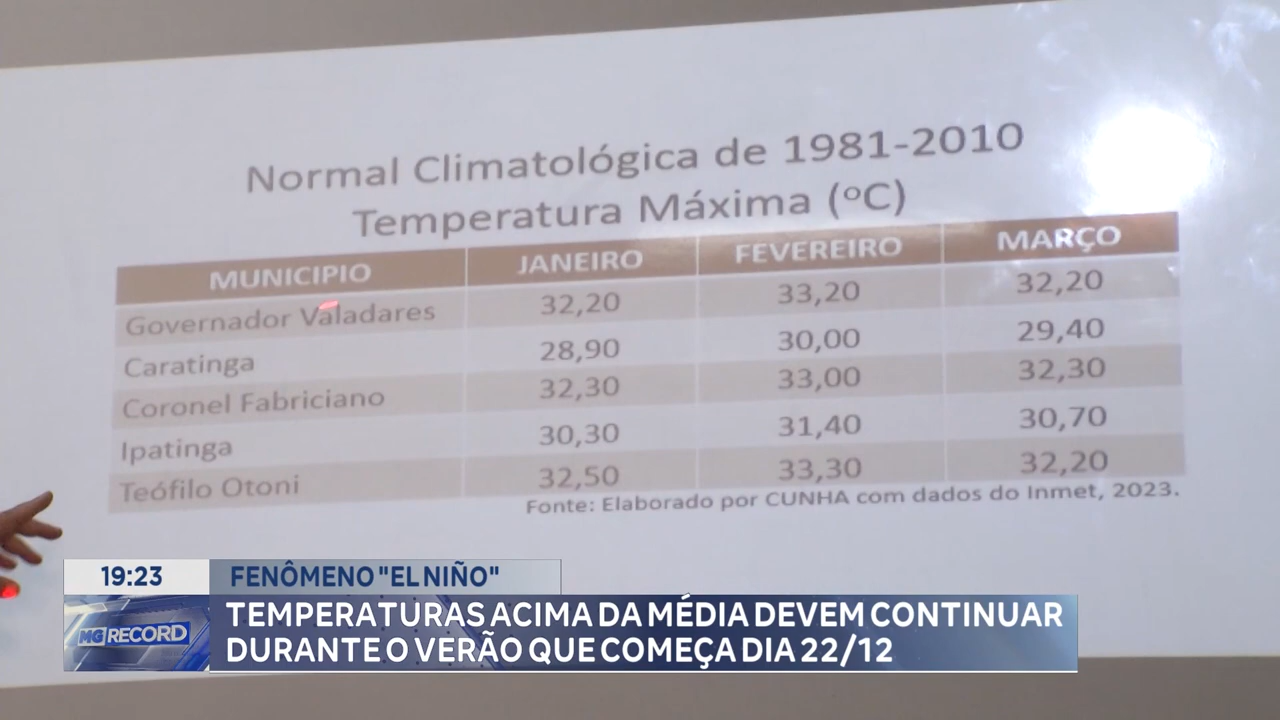 Normal Climatológica de 1981-2010
Temperatura Máxima (ºC)
MUNICIPIO JANEIRO FEVEREIRO MARÇO
Governador Valadares 32,20 33,20 32,20
Caratinga 28,90 30,00 29,40
Coronel Fabriciano 32,30 33,00 32,30
Ipatinga 30,30 31,40 30,70
Teófilo Otoni 32,50 33,30 32,20
Fonte: Elaborado por CUNHA com dados do Inmet, 2023.
19:23 FENÔMENO "EL NIÑO"
MG RECORD
TEMPERATURAS ACIMA DA MÉDIA DEVEM CONTINUAR
DURANTE O VERÃO QUE COMEÇA DIA 22/12